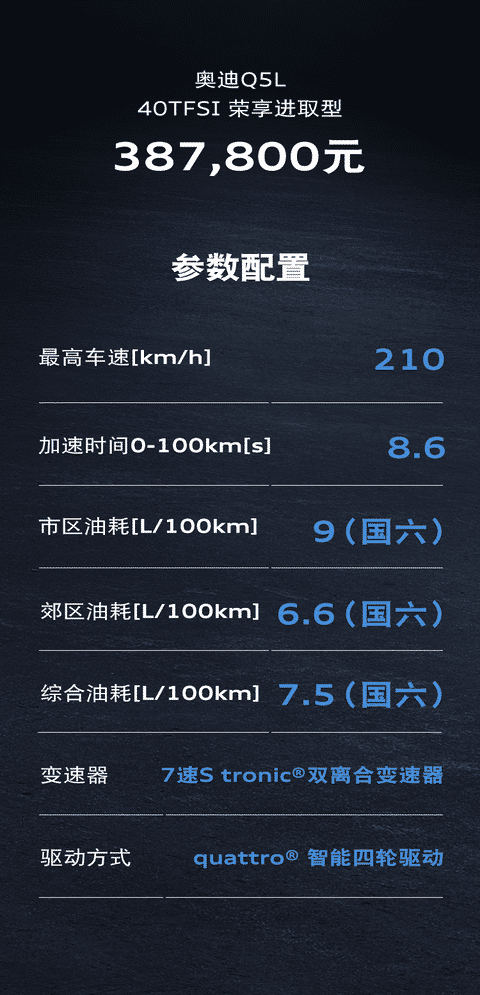 奥迪Q5L
40TFSI 荣享进取型
387,800元
参数配置
最高车速[km/h] 210
加速时间0-100km[s] 8.6
市区油耗[L/100km] 9（国六）
郊区油耗[L/100km] 6.6（国六）
综合油耗[L/100km] 7.5（国六）
变速器 7速S tronic®双离合变速器
驱动方式 quattro® 智能四轮驱动